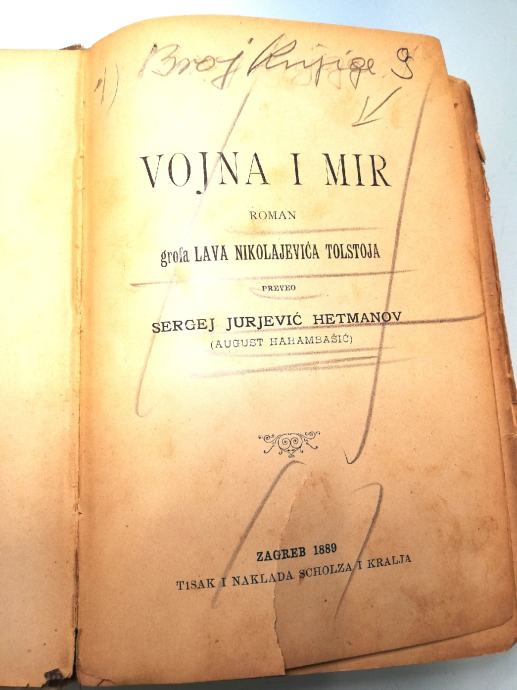 1) Broj Knjige 9
VOJNA I MIR
ROMAN
grofa LAVA NIKOLAJEVIĆA TOLSTOJA
PREVEO
SERGEJ JURJEVIĆ HETMANOV
(AUGUST HARAMBAŠIĆ)
ZAGREB 1889
TISAK I NAKLADA SCHOLZA I KRALJA